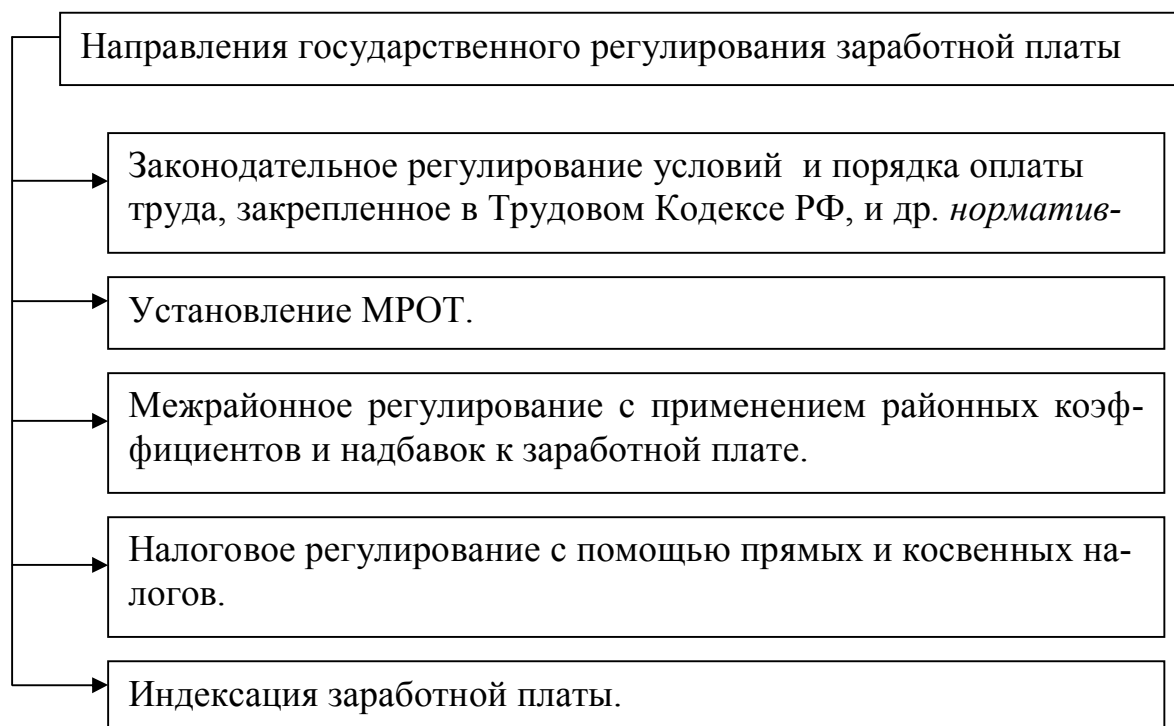 Направления государственного регулирования заработной платы
Законодательное регулирование условий и порядка оплаты
труда, закрепленное в Трудовом Кодексе РФ, и др. норматив-
Установление МРОТ.
Межрайонное регулирование с применением районных коэф-
фициентов и надбавок к заработной плате.
Налоговое регулирование с помощью прямых и косвенных на-
логов.
Индексация заработной платы.